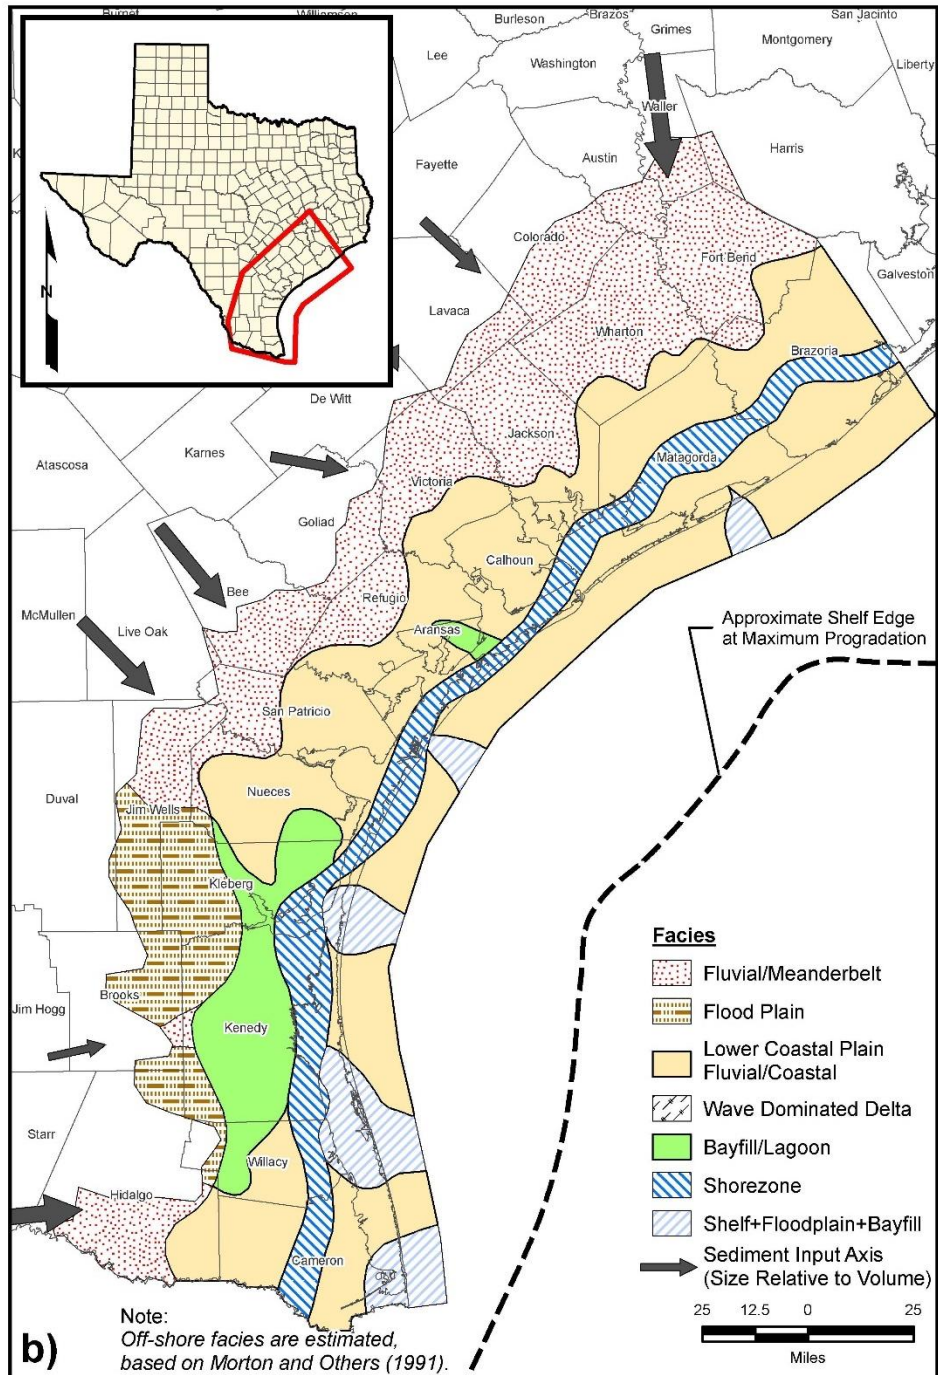 Burnet
Williamson
Burleson
Brazos
Grimes
San Jacinto
Lee
Washington
Montgomery
Liberty
Waller
Harris
Austin
Fayette
Colorado
Fort Bend
Galveston
Lavaca
N
Wharton
Brazoria
De Witt
Jackson
Matagorda
Karnes
Atascosa
Victoria
Goliad
Calhoun
Bee
Refugio
McMullen
Live Oak
Aransas
Approximate Shelf Edge
at Maximum Progradation
San Patricio
Nueces
Duval
Jim Wells
Kleberg
Brooks
Jim Hogg
Kenedy
Starr
Willacy
Hidalgo
Cameron
Facies
Fluvial/Meanderbelt
Flood Plain
Lower Coastal Plain
Fluvial/Coastal
Wave Dominated Delta
Bayfill/Lagoon
Shorezone
Shelf+Floodplain+Bayfill
Sediment Input Axis
(Size Relative to Volume)
25 12.5 0 25
Miles
b)
Note:
Off-shore facies are estimated,
based on Morton and Others (1991).